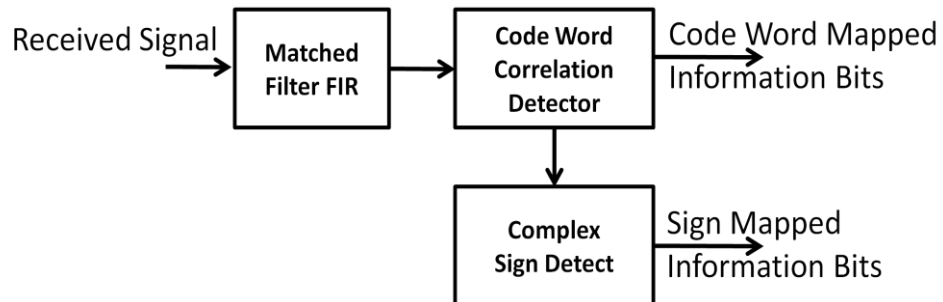 Received Signal
Matched
Filter FIR
Code Word
Correlation
Detector
Code Word Mapped
Information Bits
Complex
Sign Detect
Sign Mapped
Information Bits